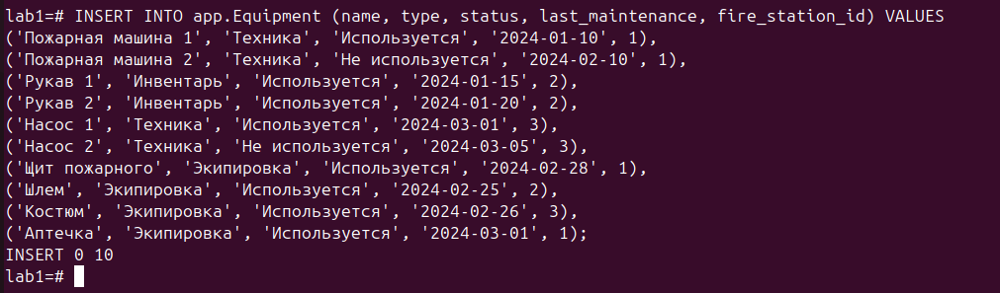 lab1=# INSERT INTO app.Equipment (name, type, status, last_maintenance, fire_station_id) VALUES
('Пожарная машина 1', 'Техника', 'Используется', '2024-01-10', 1),
('Пожарная машина 2', 'Техника', 'Не используется', '2024-02-10', 1),
('Рукав 1', 'Инвентарь', 'Используется', '2024-01-15', 2),
('Рукав 2', 'Инвентарь', 'Используется', '2024-01-20', 2),
('Насос 1', 'Техника', 'Используется', '2024-03-01', 3),
('Насос 2', 'Техника', 'Не используется', '2024-03-05', 3),
('Щит пожарного', 'Экипировка', 'Используется', '2024-02-28', 1),
('Шлем', 'Экипировка', 'Используется', '2024-02-25', 2),
('Костюм', 'Экипировка', 'Используется', '2024-02-26', 3),
('Аптечка', 'Экипировка', 'Используется', '2024-03-01', 1);
INSERT 0 10
lab1=#